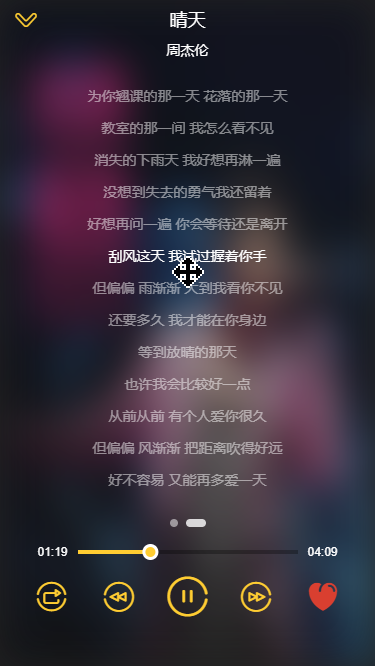 晴天
周杰伦
为你翘课的那一天 花落的那一天
教室的那一间 我怎么看不见
消失的下雨天 我好想再淋一遍
没想到失去的勇气我还留着
好想再问一遍 你会等待还是离开
刮风这天 我试过握着你手
但偏偏 雨渐渐 大到我看你不见
还要多久 我才能在你身边
等到放晴的那天
也许我会比较好一点
从前从前 有个人爱你很久
但偏偏 风渐渐 把距离吹得好远
好不容易 又能再多爱一天
01:19
04:09